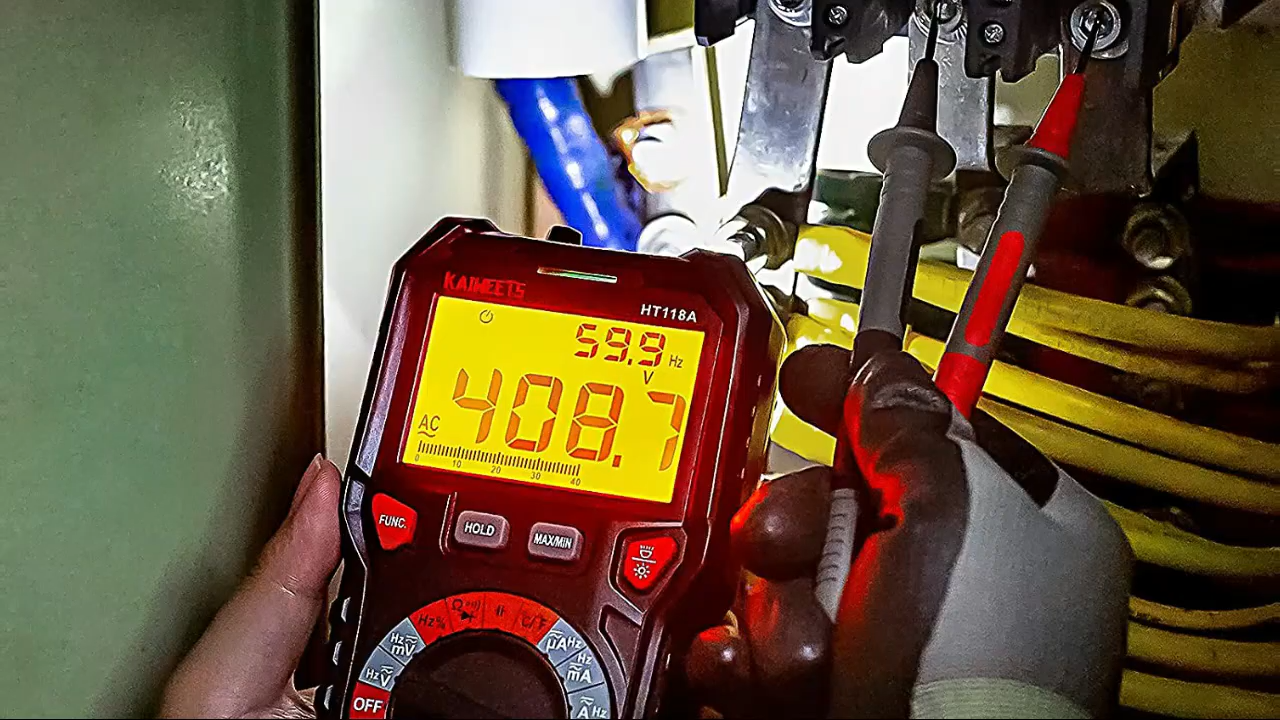 KAIWEETS
HT118A
59.9 Hz
V
408.7
AC
0 10 20 30 40
FUNC.
HOLD
MAX/MIN
Hz%
Ω
C/F
Hz mV
Hz V
OFF
µA Hz
Hz mA
A Hz